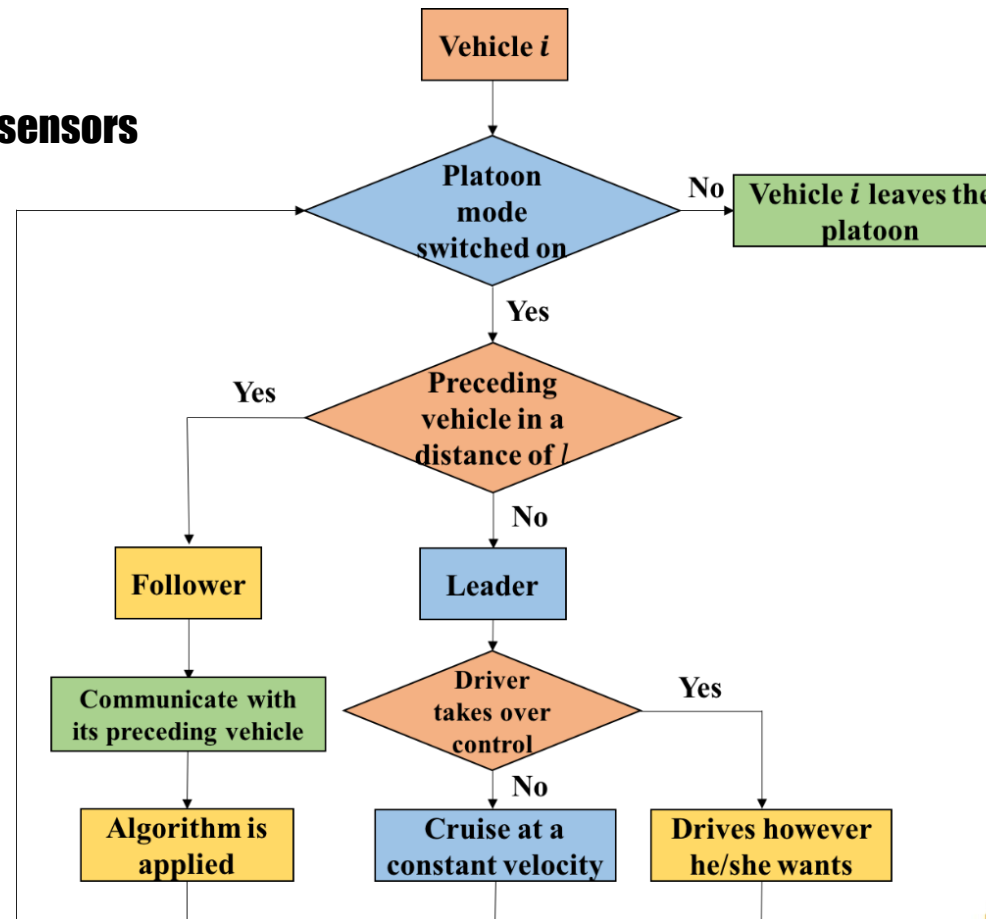 Vehicle i
sensors
Platoon
mode
switched on
No
Vehicle i leaves the
platoon
Yes
Preceding
vehicle in a
distance of l
Yes
No
Follower
Leader
Communicate with
its preceding vehicle
Driver
takes over
control
Yes
No
Algorithm is
applied
Cruise at a
constant velocity
Drives however
he/she wants